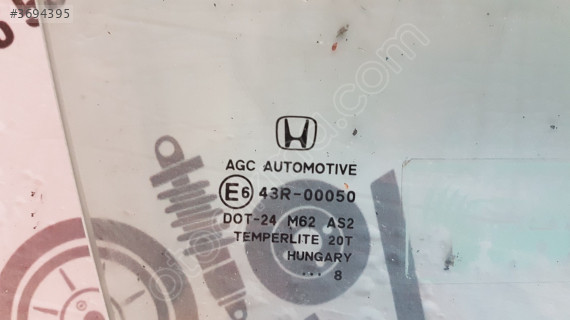 #3694395
AGC AUTOMOTIVE
E6 43R-00050
DOT-24 M62 AS2
TEMPERLITE 20T
HUNGARY
... 8